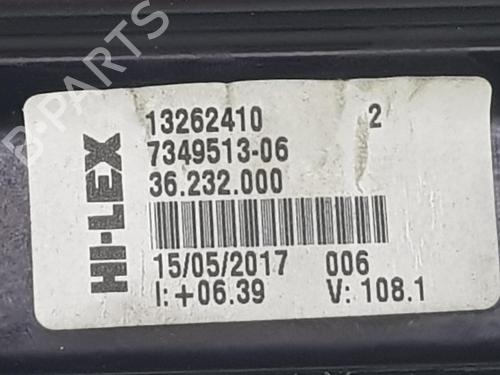 HI-LEX
13262410 2
7349513-06
36.232.000
15/05/2017 006
I:+06.39 V: 108.1
B-PARTS